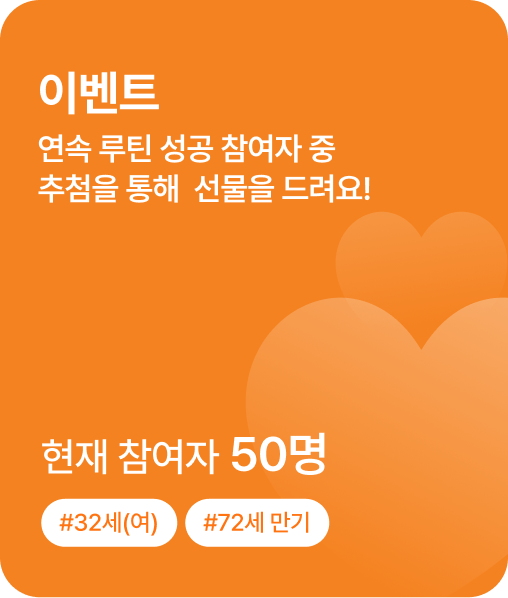 이벤트
연속 루틴 성공 참여자 중
추첨을 통해 선물을 드려요!
현재 참여자 50명
#32세(여) #72세 만기